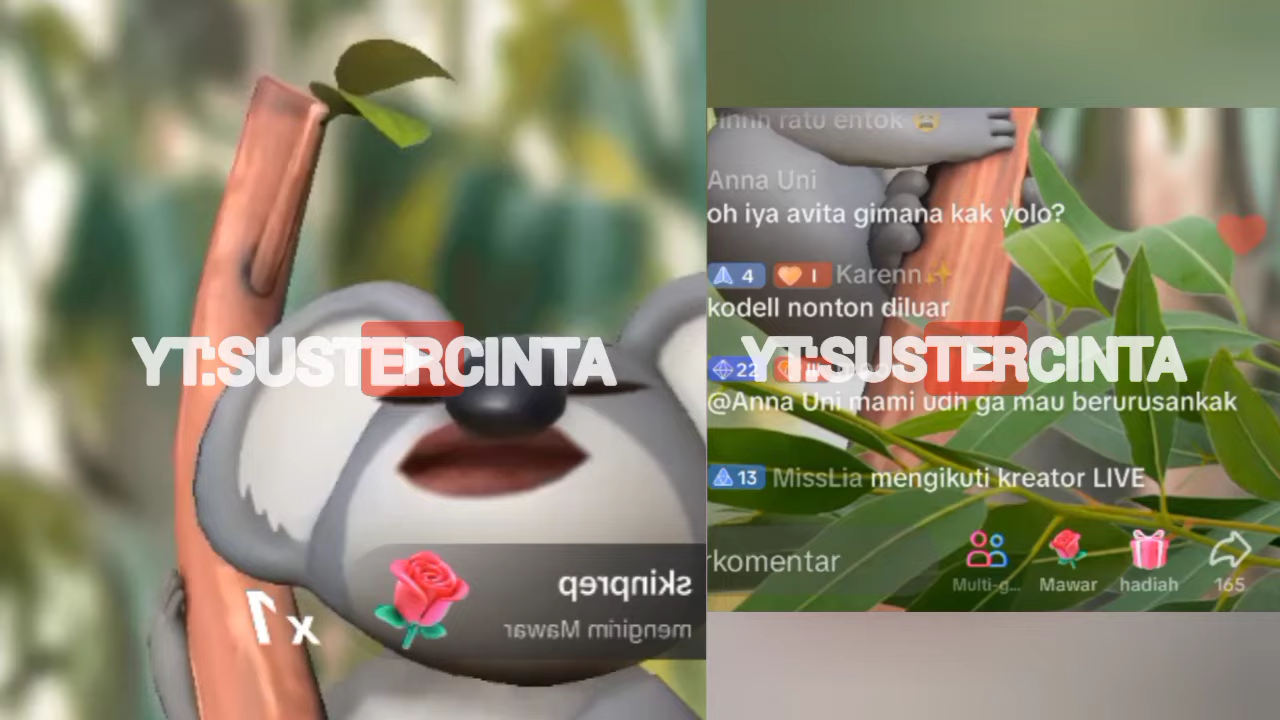 YT:SUSTERCINTA
skinprep
mengirim Mawar
x1
ratu entok
Anna Uni
oh iya avita gimana kak yolo?
4 I Karenn
kodell nonton diluar
YT:SUSTERCINTA
22
@Anna Uni mami udh ga mau berurusankak
13 MissLia mengikuti kreator LIVE
rkomentar
Multi-g... Mawar hadiah 165